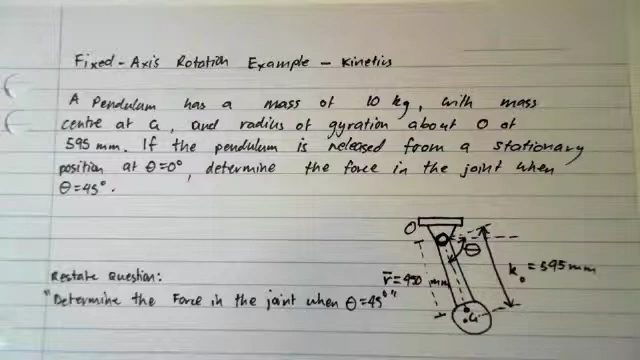 Fixed-Axis Rotation Example - Kinetics
A Pendulum has a mass of 10 kg, with mass
centre at G, and radius of gyration about O of
595 mm. If the pendulum is released from a stationary
position at θ=0°, determine the force in the joint when
θ=45°.
O
θ
r̄=450 mm
k₀=595mm
G
Restate Question:
"Determine the Force in the joint when θ=45°"